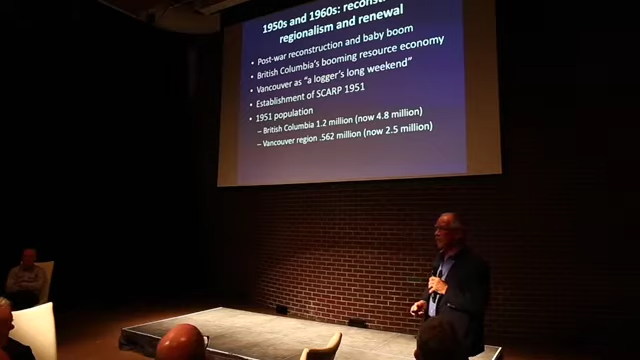 1950s and 1960s:
regionalism and renewal
• Post-war reconstruction and baby boom
• British Columbia's booming resource economy
• Vancouver as "a logger's long weekend"
• Establishment of SCARP 1951
• 1951 population
– British Columbia 1.2 million (now 4.8 million)
– Vancouver region .562 million (now 2.5 million)